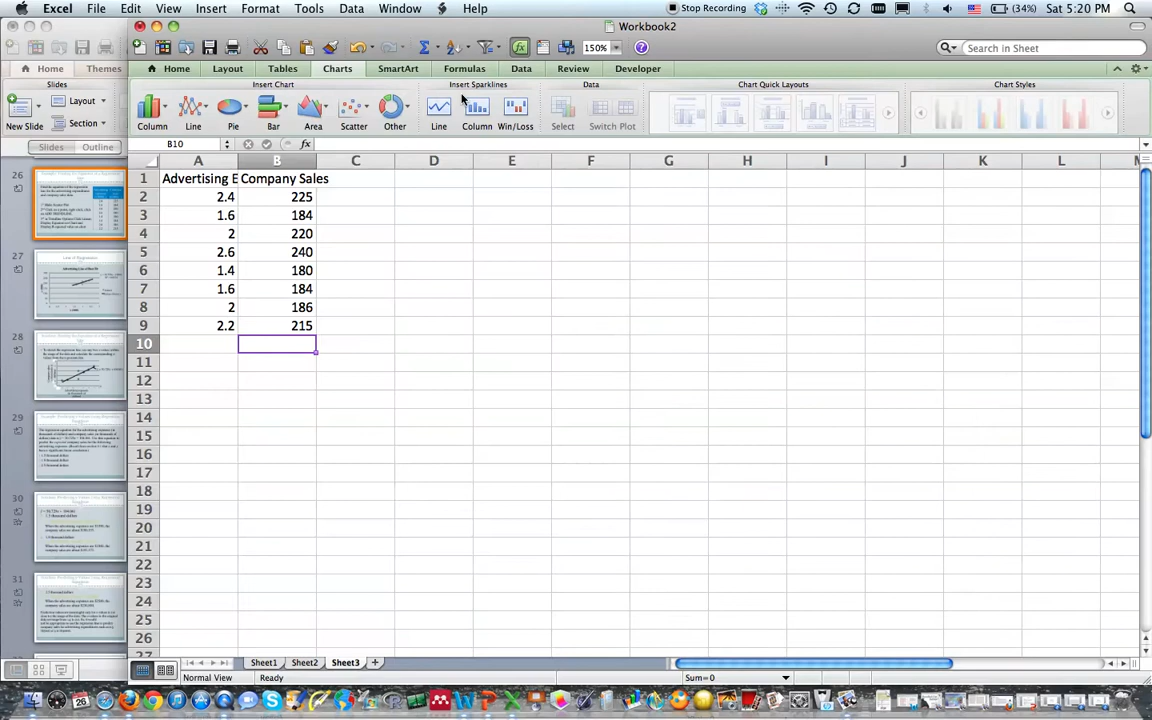 Excel File Edit View Insert Format Tools Data Window Help Stop Recording (34%) Sat 5:20 PM
Workbook2
150% Search in Sheet
Home Themes Home Layout Tables Charts SmartArt Formulas Data Review Developer
Slides Insert Chart Insert Sparklines Data Chart Quick Layouts Chart Styles
New Slide Layout Section Column Line Pie Bar Area Scatter Other Line Column Win/Loss Select Switch Plot
Slides Outline B10 fx
A B C D E F G H I J K L M
1 Advertising E Company Sales
2 2.4 225
3 1.6 184
4 2 220
5 2.6 240
6 1.4 180
7 1.6 184
8 2 186
9 2.2 215
10
11
12
13
14
15
16
17
18
19
20
21
22
23
24
25
26
27
26
27
28
29
30
31
Sheet1 Sheet2 Sheet3
Normal View Ready Sum=0